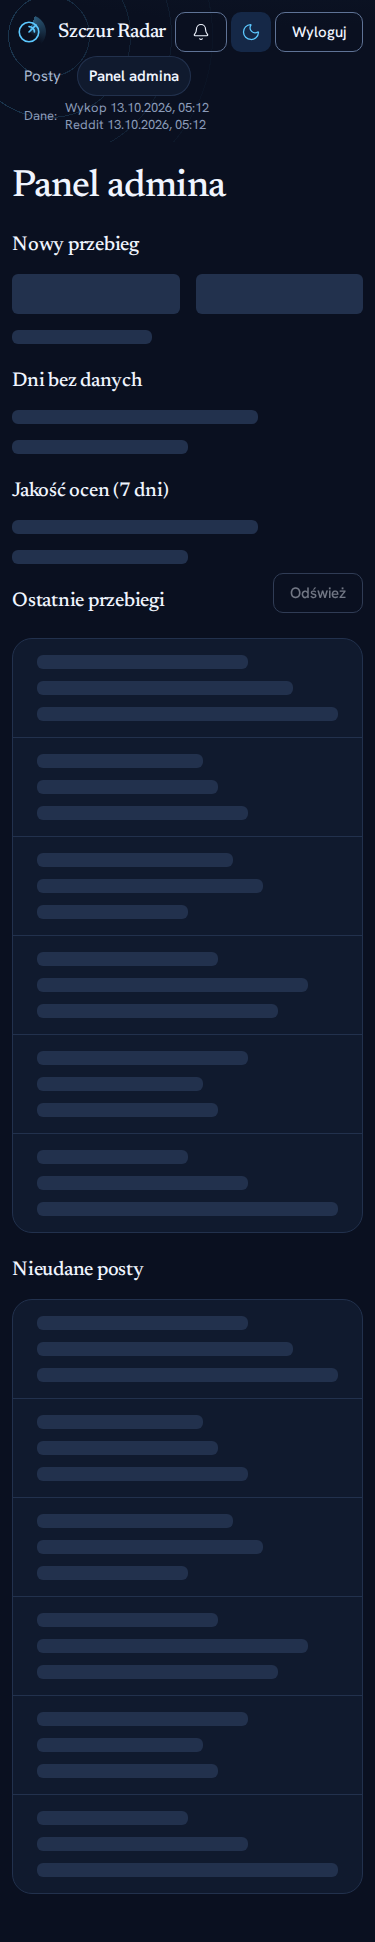 Szczur Radar
Wyloguj
Posty
Panel admina
Dane:
Wykop 13.10.2026, 05:12
Reddit 13.10.2026, 05:12
Panel admina
Nowy przebieg
Dni bez danych
Jakość ocen (7 dni)
Ostatnie przebiegi
Odśwież
Nieudane posty